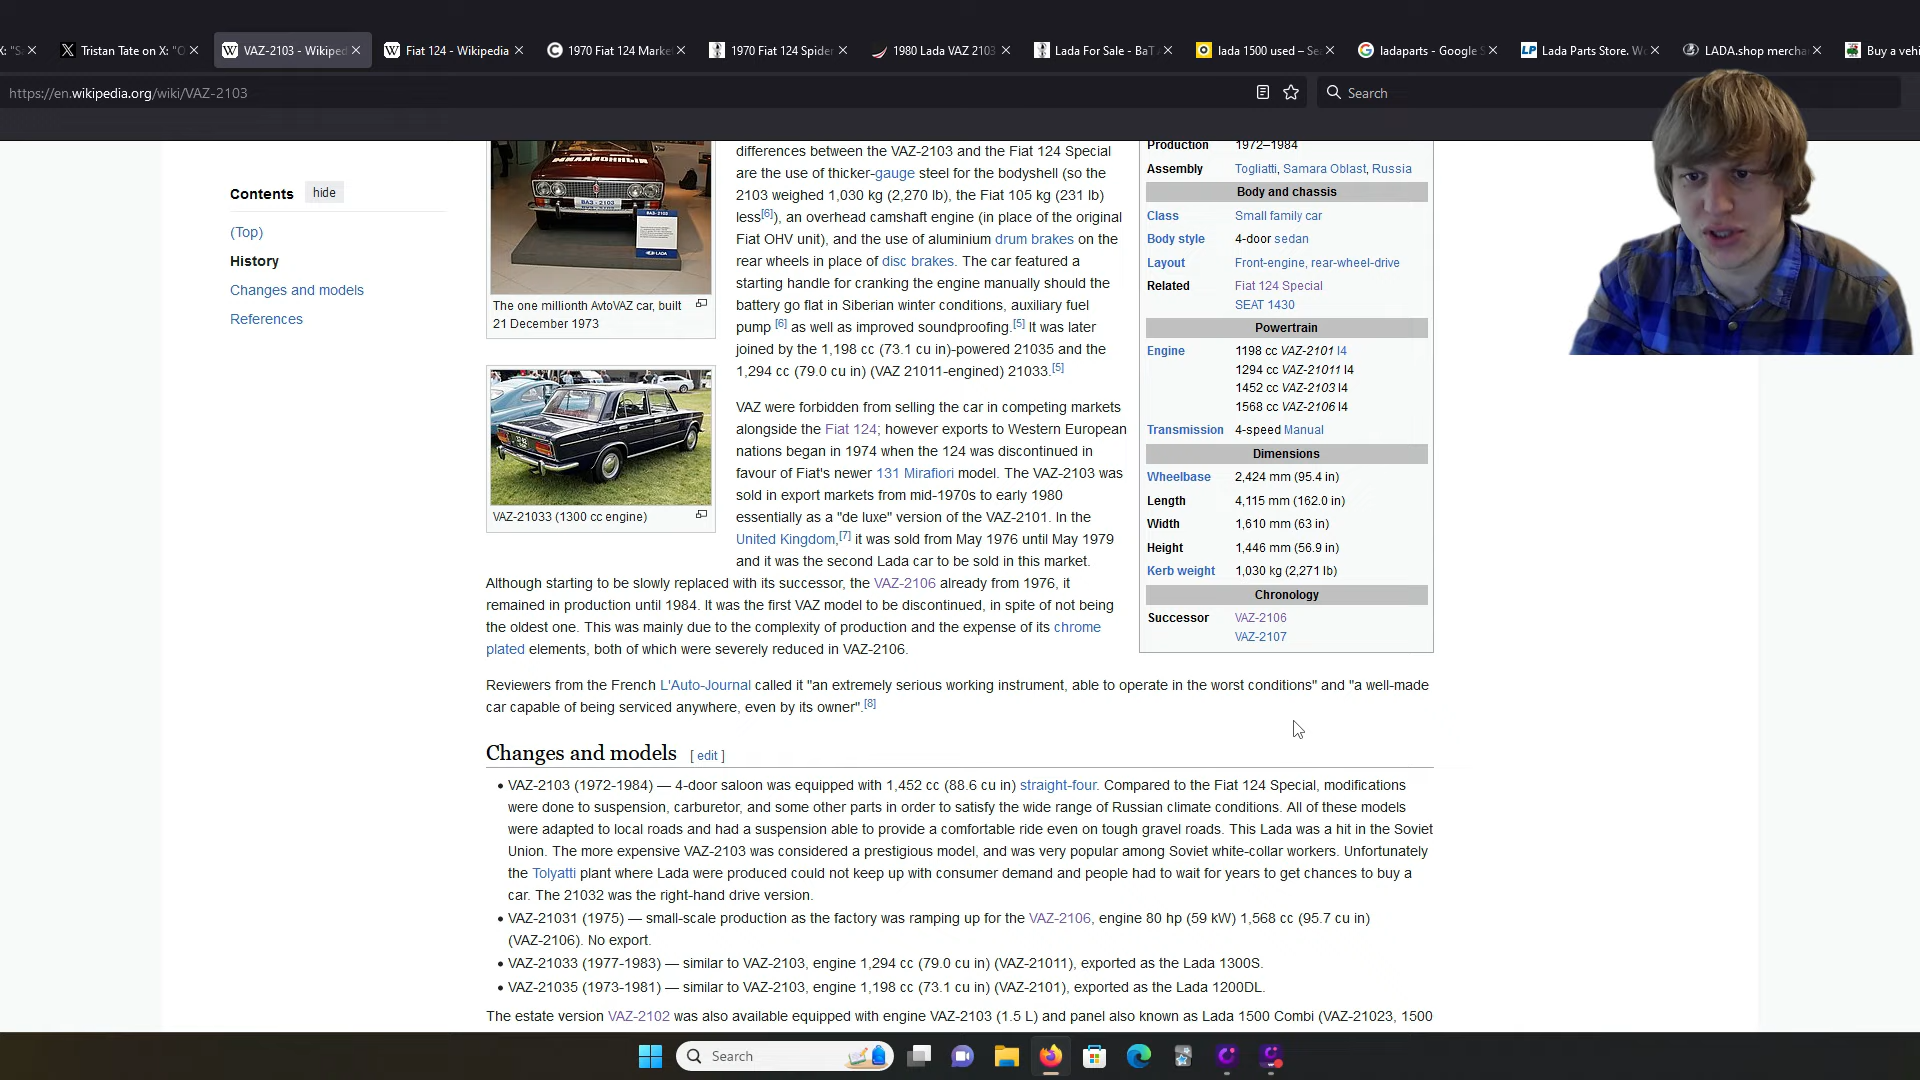 X: "S
Tristan Tate on X: "O
VAZ-2103 - Wikiped
Fiat 124 - Wikipedia
1970 Fiat 124 Marke
1970 Fiat 124 Spider
1980 Lada VAZ 2103
Lada For Sale - BaT A
lada 1500 used – Se
ladaparts - Google S
Lada Parts Store. Wo
LADA.shop mercha
Buy a vehi
https://en.wikipedia.org/wiki/VAZ-2103
Search
Contents hide
(Top)
History
Changes and models
References
МИЛЛИОННЫЙ
ВАЗ - 2103
The one millionth AvtoVAZ car, built
21 December 1973
VAZ-21033 (1300 cc engine)
differences between the VAZ-2103 and the Fiat 124 Special
are the use of thicker-gauge steel for the bodyshell (so the
2103 weighed 1,030 kg (2,270 lb), the Fiat 105 kg (231 lb)
less[6]), an overhead camshaft engine (in place of the original
Fiat OHV unit), and the use of aluminium drum brakes on the
rear wheels in place of disc brakes. The car featured a
starting handle for cranking the engine manually should the
battery go flat in Siberian winter conditions, auxiliary fuel
pump [6] as well as improved soundproofing.[5] It was later
joined by the 1,198 cc (73.1 cu in)-powered 21035 and the
1,294 cc (79.0 cu in) (VAZ 21011-engined) 21033.[5]
VAZ were forbidden from selling the car in competing markets
alongside the Fiat 124; however exports to Western European
nations began in 1974 when the 124 was discontinued in
favour of Fiat's newer 131 Mirafiori model. The VAZ-2103 was
sold in export markets from mid-1970s to early 1980
essentially as a "de luxe" version of the VAZ-2101. In the
United Kingdom,[7] it was sold from May 1976 until May 1979
and it was the second Lada car to be sold in this market.
Although starting to be slowly replaced with its successor, the VAZ-2106 already from 1976, it
remained in production until 1984. It was the first VAZ model to be discontinued, in spite of not being
the oldest one. This was mainly due to the complexity of production and the expense of its chrome
plated elements, both of which were severely reduced in VAZ-2106.
Reviewers from the French L'Auto-Journal called it "an extremely serious working instrument, able to operate in the worst conditions" and "a well-made
car capable of being serviced anywhere, even by its owner".[8]
Production 1972–1984
Assembly Togliatti, Samara Oblast, Russia
Body and chassis
Class Small family car
Body style 4-door sedan
Layout Front-engine, rear-wheel-drive
Related Fiat 124 Special
SEAT 1430
Powertrain
Engine 1198 cc VAZ-2101 I4
1294 cc VAZ-21011 I4
1452 cc VAZ-2103 I4
1568 cc VAZ-2106 I4
Transmission 4-speed Manual
Dimensions
Wheelbase 2,424 mm (95.4 in)
Length 4,115 mm (162.0 in)
Width 1,610 mm (63 in)
Height 1,446 mm (56.9 in)
Kerb weight 1,030 kg (2,271 lb)
Chronology
Successor VAZ-2106
VAZ-2107
Changes and models [ edit ]
• VAZ-2103 (1972-1984) — 4-door saloon was equipped with 1,452 cc (88.6 cu in) straight-four. Compared to the Fiat 124 Special, modifications
were done to suspension, carburetor, and some other parts in order to satisfy the wide range of Russian climate conditions. All of these models
were adapted to local roads and had a suspension able to provide a comfortable ride even on tough gravel roads. This Lada was a hit in the Soviet
Union. The more expensive VAZ-2103 was considered a prestigious model, and was very popular among Soviet white-collar workers. Unfortunately
the Tolyatti plant where Lada were produced could not keep up with consumer demand and people had to wait for years to get chances to buy a
car. The 21032 was the right-hand drive version.
• VAZ-21031 (1975) — small-scale production as the factory was ramping up for the VAZ-2106, engine 80 hp (59 kW) 1,568 cc (95.7 cu in)
(VAZ-2106). No export.
• VAZ-21033 (1977-1983) — similar to VAZ-2103, engine 1,294 cc (79.0 cu in) (VAZ-21011), exported as the Lada 1300S.
• VAZ-21035 (1973-1981) — similar to VAZ-2103, engine 1,198 cc (73.1 cu in) (VAZ-2101), exported as the Lada 1200DL.
The estate version VAZ-2102 was also available equipped with engine VAZ-2103 (1.5 L) and panel also known as Lada 1500 Combi (VAZ-21023, 1500
Search